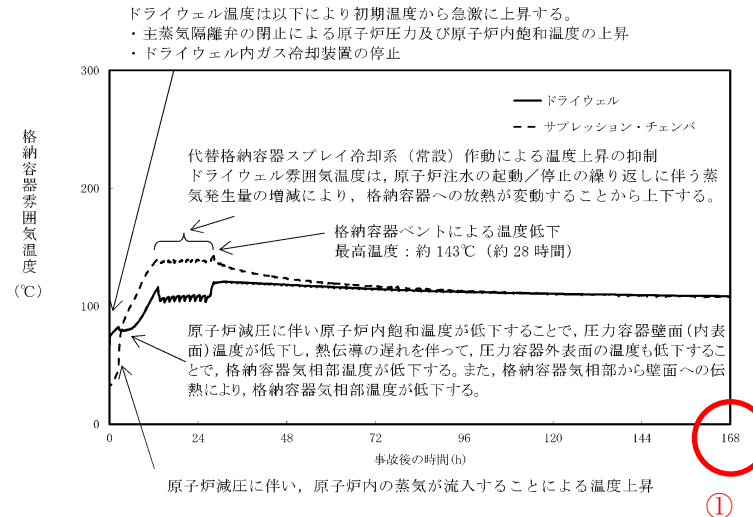 ドライウェル温度は以下により初期温度から急激に上昇する。
・主蒸気隔離弁の閉止による原子炉圧力及び原子炉内飽和温度の上昇
・ドライウェル内ガス冷却装置の停止
300
ドライウェル
サプレッション・チェンバ
代替格納容器スプレイ冷却系（常設）作動による温度上昇の抑制
ドライウェル雰囲気温度は，原子炉注水の起動／停止の繰り返しに伴う蒸
気発生量の増減により，格納容器への放熱が変動することから上下する。
200
格納容器ベントによる温度低下
最高温度：約 143℃（約 28 時間）
格納容器雰囲気温度
（℃）
100
原子炉減圧に伴い原子炉内飽和温度が低下することで，圧力容器壁面（内表
面）温度が低下し，熱伝導の遅れを伴って，圧力容器外表面の温度も低下するこ
とで，格納容器気相部温度が低下する。また，格納容器気相部から壁面への伝
熱により，格納容器気相部温度が低下する。
0
0 24 48 72 96 120 144 168
事故後の時間(h)
原子炉減圧に伴い，原子炉内の蒸気が流入することによる温度上昇
①